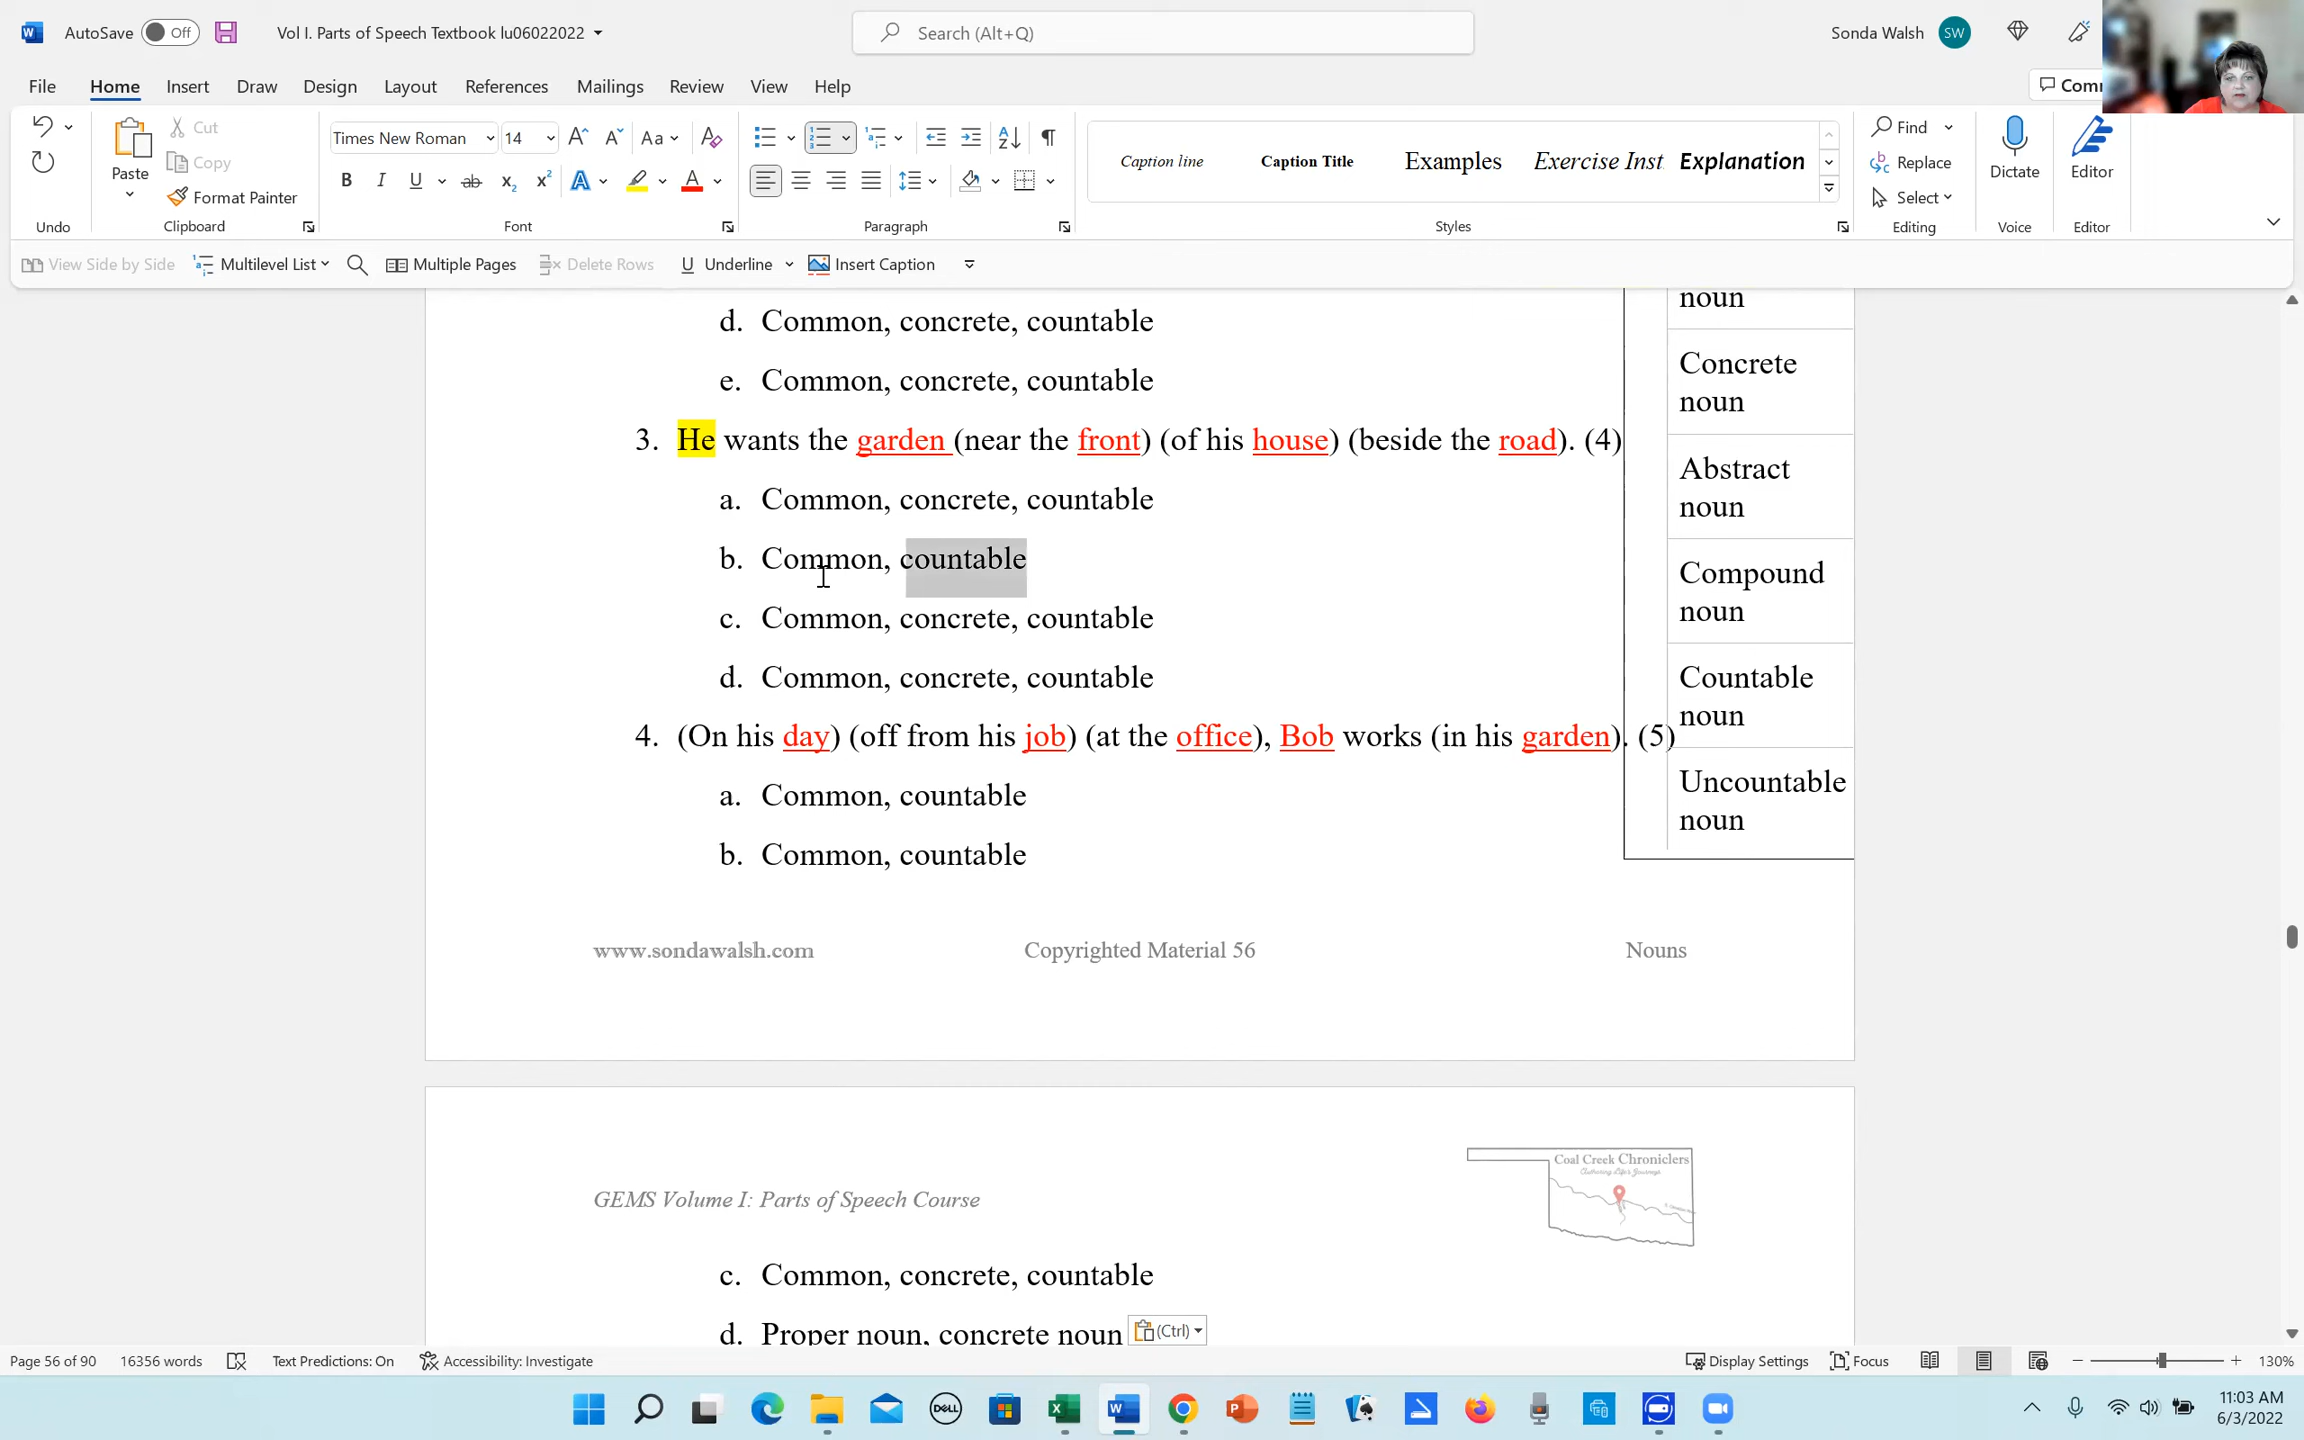 AutoSave Off Vol I. Parts of Speech Textbook lu06022022 Search (Alt+Q) Sonda Walsh SW
File Home Insert Draw Design Layout References Mailings Review View Help
Undo
Paste Cut Copy Format Painter
Clipboard
Times New Roman 14 Aa
Font
Paragraph
Caption line Caption Title Examples Exercise Inst Explanation
Styles
Find Replace Select
Editing
Dictate
Voice
Editor
Editor
View Side by Side Multilevel List Multiple Pages Delete Rows Underline Insert Caption
d. Common, concrete, countable
e. Common, concrete, countable
3. He wants the garden (near the front) (of his house) (beside the road). (4)
a. Common, concrete, countable
b. Common, countable
c. Common, concrete, countable
d. Common, concrete, countable
4. (On his day) (off from his job) (at the office), Bob works (in his garden). (5)
a. Common, countable
b. Common, countable
noun
Concrete
noun
Abstract
noun
Compound
noun
Countable
noun
Uncountable
noun
www.sondawalsh.com Copyrighted Material 56 Nouns
GEMS Volume I: Parts of Speech Course
Coal Creek Chroniclers
c. Common, concrete, countable
d. Proper noun, concrete noun (Ctrl)
Page 56 of 90 16356 words Text Predictions: On Accessibility: Investigate Display Settings Focus 130%
DELL
11:03 AM
6/3/2022